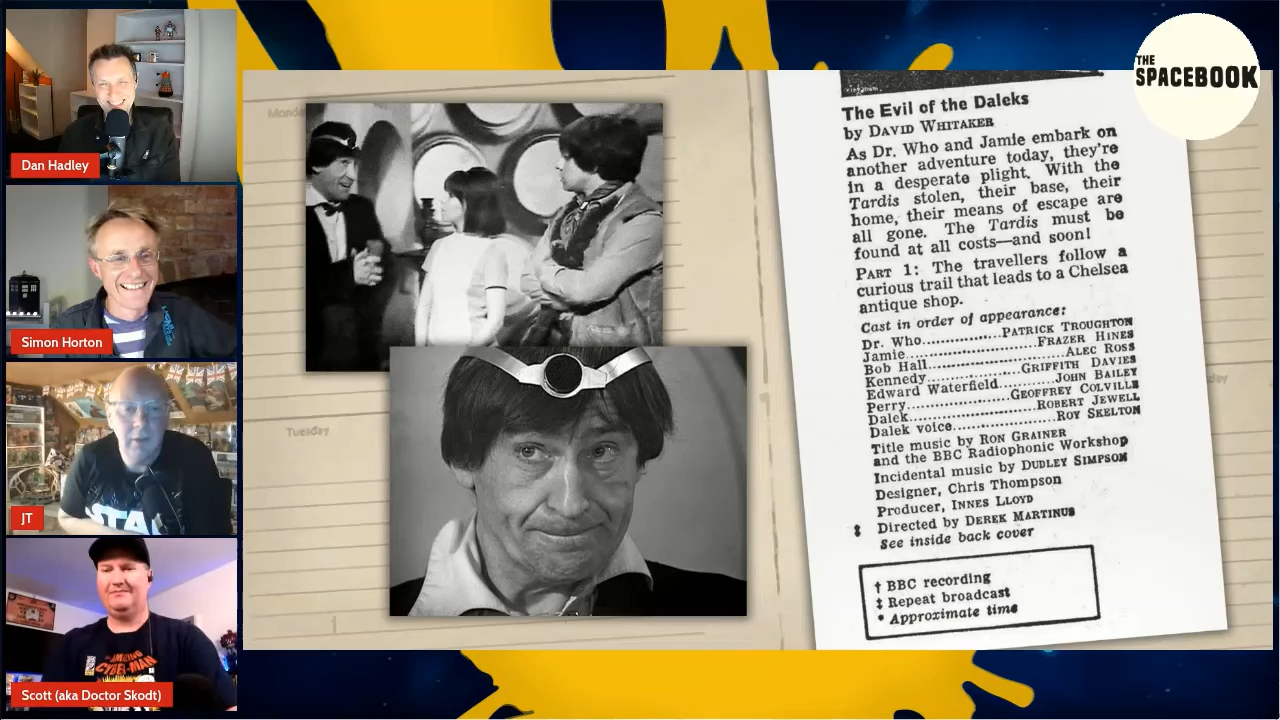 Dan Hadley
Simon Horton
JT
STA
THE AMAZING
CYBER-MAN
Scott (aka Doctor Skodt)
Tuesday
THE
SPACEBOOK
The Evil of the Daleks
by DAVID WHITAKER
As Dr. Who and Jamie embark on
another adventure today, they're
in a desperate plight. With the
Tardis stolen, their base, their
home, their means of escape are
all gone. The Tardis must be
found at all costs—and soon!
PART 1: The travellers follow a
curious trail that leads to a Chelsea
antique shop.
Cast in order of appearance:
Dr. Who..............PATRICK TROUGHTON
Jamie..............................FRAZER HINES
Bob Hall..............................ALEC ROSS
Kennedy....................GRIFFITH DAVIES
Edward Waterfield..........JOHN BAILEY
Perry....................GEOFFREY COLVILLE
Dalek..........................ROBERT JEWELL
Dalek voice....................ROY SKELTON
Title music by RON GRAINER
and the BBC Radiophonic Workshop
Incidental music by DUDLEY SIMPSON
Designer, Chris Thompson
Producer, INNES LLOYD
‡ Directed by DEREK MARTINUS
See inside back cover
† BBC recording
‡ Repeat broadcast
* Approximate time